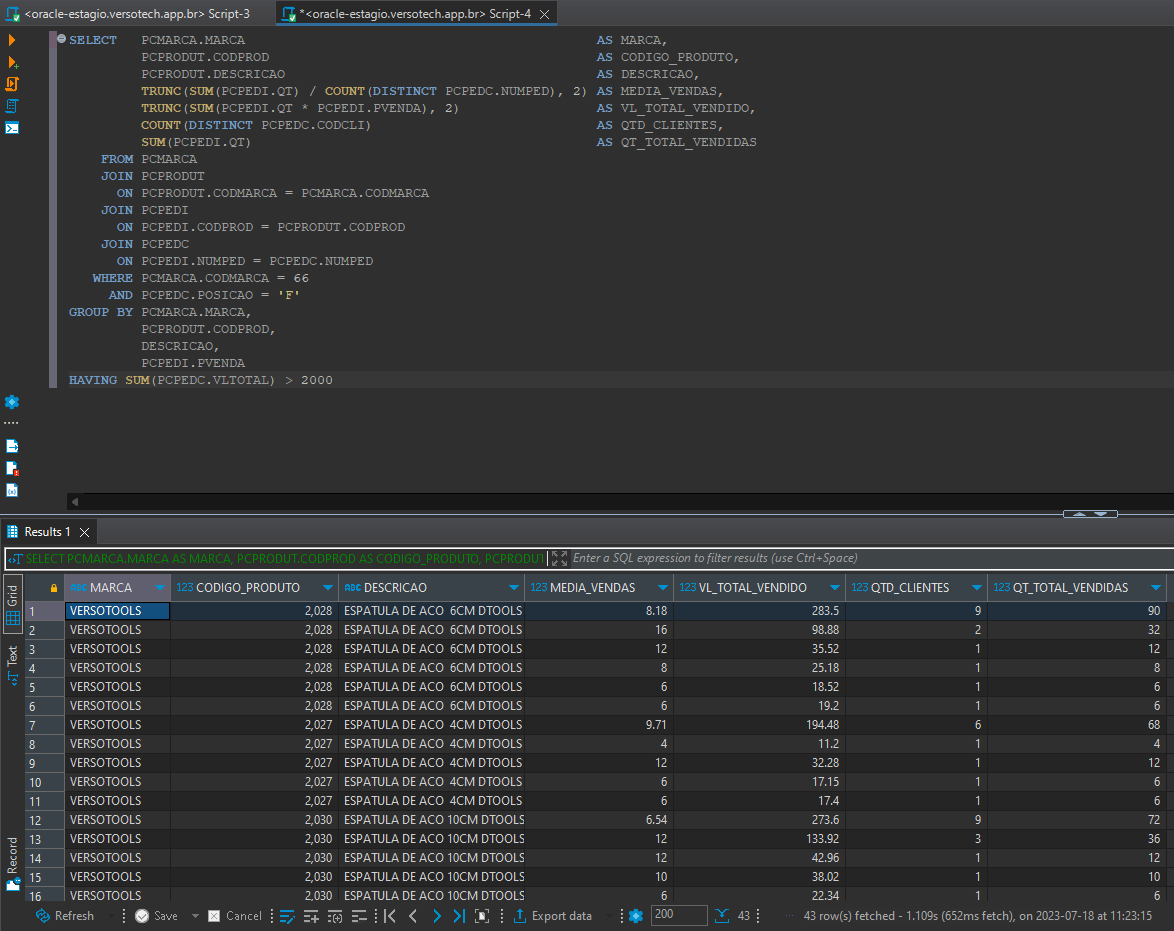 <oracle-estagio.versotech.app.br> Script-3
*<oracle-estagio.versotech.app.br> Script-4
SELECT PCMARCA.MARCA AS MARCA,
PCPRODUT.CODPROD AS CODIGO_PRODUTO,
PCPRODUT.DESCRICAO AS DESCRICAO,
TRUNC(SUM(PCPEDI.QT) / COUNT(DISTINCT PCPEDC.NUMPED), 2) AS MEDIA_VENDAS,
TRUNC(SUM(PCPEDI.QT * PCPEDI.PVENDA), 2) AS VL_TOTAL_VENDIDO,
COUNT(DISTINCT PCPEDC.CODCLI) AS QTD_CLIENTES,
SUM(PCPEDI.QT) AS QT_TOTAL_VENDIDAS
FROM PCMARCA
JOIN PCPRODUT
ON PCPRODUT.CODMARCA = PCMARCA.CODMARCA
JOIN PCPEDI
ON PCPEDI.CODPROD = PCPRODUT.CODPROD
JOIN PCPEDC
ON PCPEDI.NUMPED = PCPEDC.NUMPED
WHERE PCMARCA.CODMARCA = 66
AND PCPEDC.POSICAO = 'F'
GROUP BY PCMARCA.MARCA,
PCPRODUT.CODPROD,
DESCRICAO,
PCPEDI.PVENDA
HAVING SUM(PCPEDC.VLTOTAL) > 2000
Results 1
SELECT PCMARCA.MARCA AS MARCA, PCPRODUT.CODPROD AS CODIGO_PRODUTO, PCPRODUT Enter a SQL expression to filter results (use Ctrl+Space)
Grid
Text
Record
ABC MARCA 123 CODIGO_PRODUTO ABC DESCRICAO 123 MEDIA_VENDAS 123 VL_TOTAL_VENDIDO 123 QTD_CLIENTES 123 QT_TOTAL_VENDIDAS
1 VERSOTOOLS 2,028 ESPATULA DE ACO 6CM DTOOLS 8.18 283.5 9 90
2 VERSOTOOLS 2,028 ESPATULA DE ACO 6CM DTOOLS 16 98.88 2 32
3 VERSOTOOLS 2,028 ESPATULA DE ACO 6CM DTOOLS 12 35.52 1 12
4 VERSOTOOLS 2,028 ESPATULA DE ACO 6CM DTOOLS 8 25.18 1 8
5 VERSOTOOLS 2,028 ESPATULA DE ACO 6CM DTOOLS 6 18.52 1 6
6 VERSOTOOLS 2,028 ESPATULA DE ACO 6CM DTOOLS 6 19.2 1 6
7 VERSOTOOLS 2,027 ESPATULA DE ACO 4CM DTOOLS 9.71 194.48 6 68
8 VERSOTOOLS 2,027 ESPATULA DE ACO 4CM DTOOLS 4 11.2 1 4
9 VERSOTOOLS 2,027 ESPATULA DE ACO 4CM DTOOLS 12 32.28 1 12
10 VERSOTOOLS 2,027 ESPATULA DE ACO 4CM DTOOLS 6 17.15 1 6
11 VERSOTOOLS 2,027 ESPATULA DE ACO 4CM DTOOLS 6 17.4 1 6
12 VERSOTOOLS 2,030 ESPATULA DE ACO 10CM DTOOLS 6.54 273.6 9 72
13 VERSOTOOLS 2,030 ESPATULA DE ACO 10CM DTOOLS 12 133.92 3 36
14 VERSOTOOLS 2,030 ESPATULA DE ACO 10CM DTOOLS 12 42.96 1 12
15 VERSOTOOLS 2,030 ESPATULA DE ACO 10CM DTOOLS 10 38.02 1 10
16 VERSOTOOLS 2,030 ESPATULA DE ACO 10CM DTOOLS 6 22.34 1 6
Refresh Save Cancel Export data 200 43 43 row(s) fetched - 1.109s (652ms fetch), on 2023-07-18 at 11:23:15